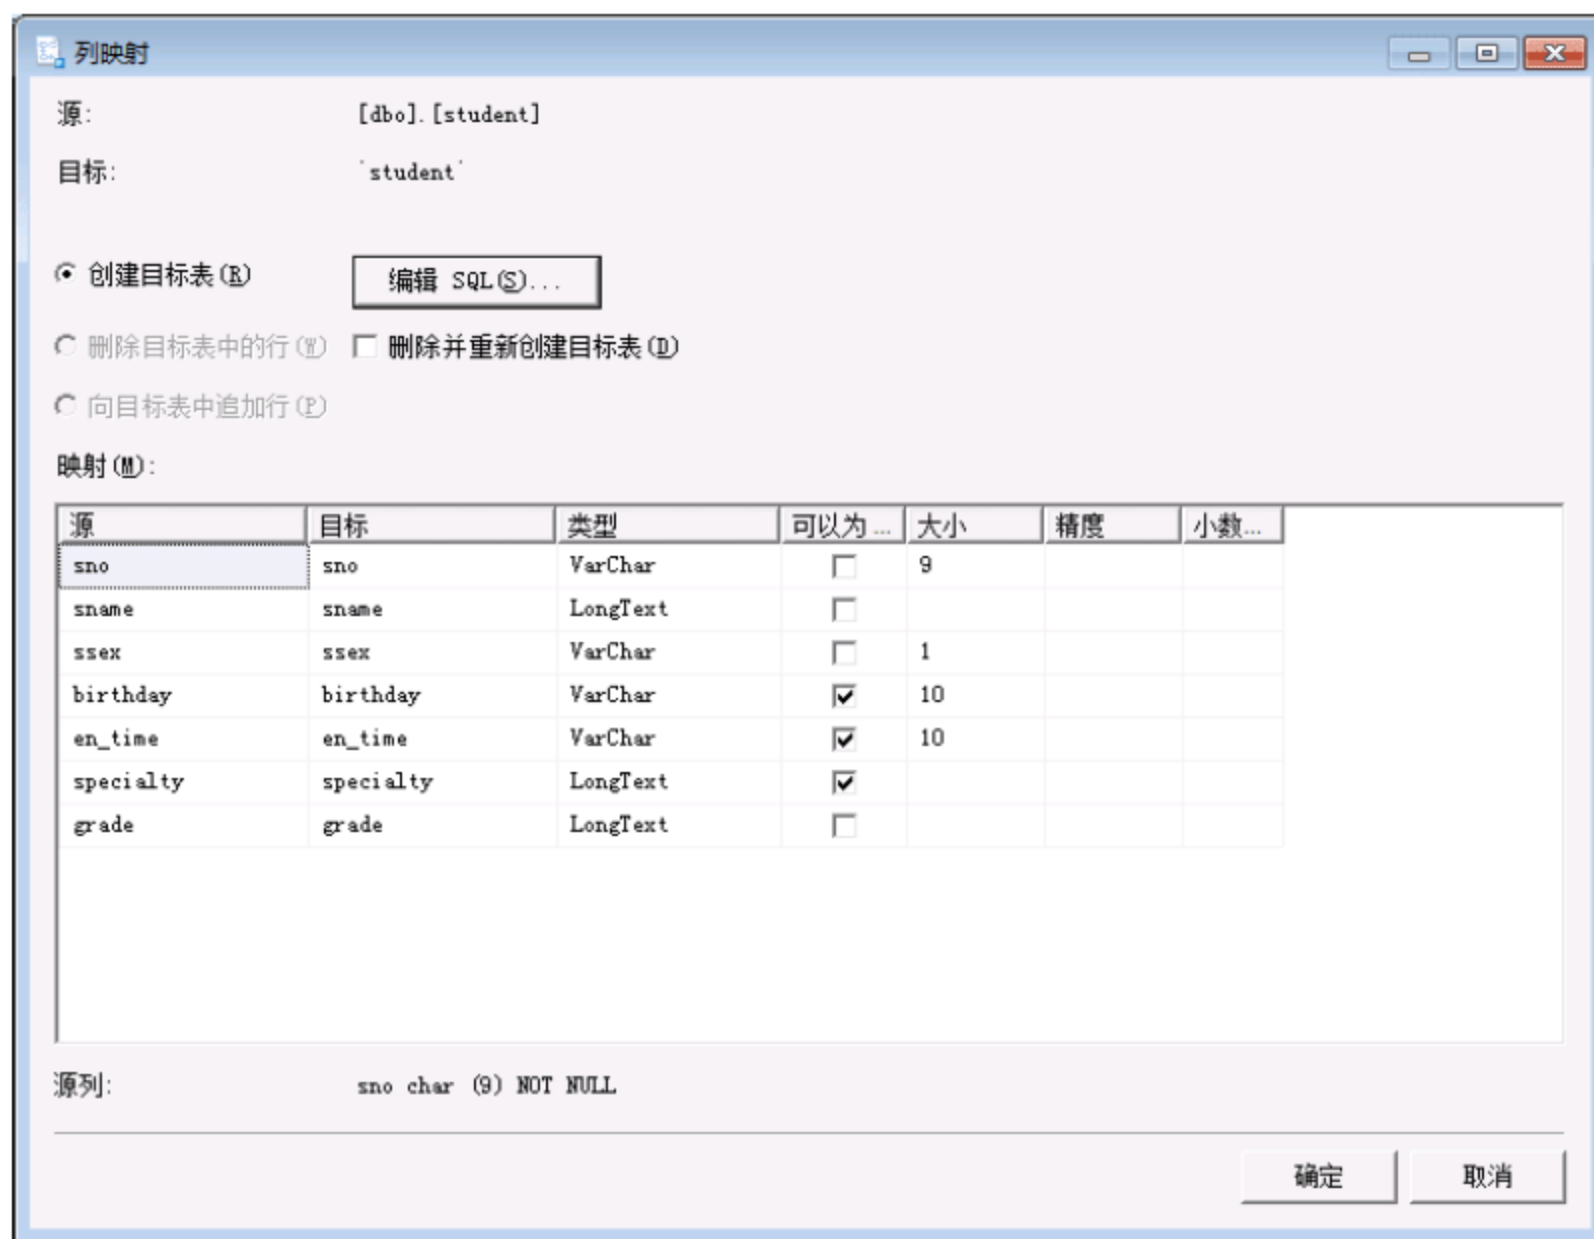 列映射
源: [dbo].[student]
目标: `student`
创建目标表(R) 编辑 SQL(S)...
删除目标表中的行(W) 删除并重新创建目标表(D)
向目标表中追加行(P)
映射(M):
源 目标 类型 可以为... 大小 精度 小数...
sno sno VarChar 9
sname sname LongText
ssex ssex VarChar 1
birthday birthday VarChar 10
en_time en_time VarChar 10
specialty specialty LongText
grade grade LongText
源列: sno char (9) NOT NULL
确定 取消